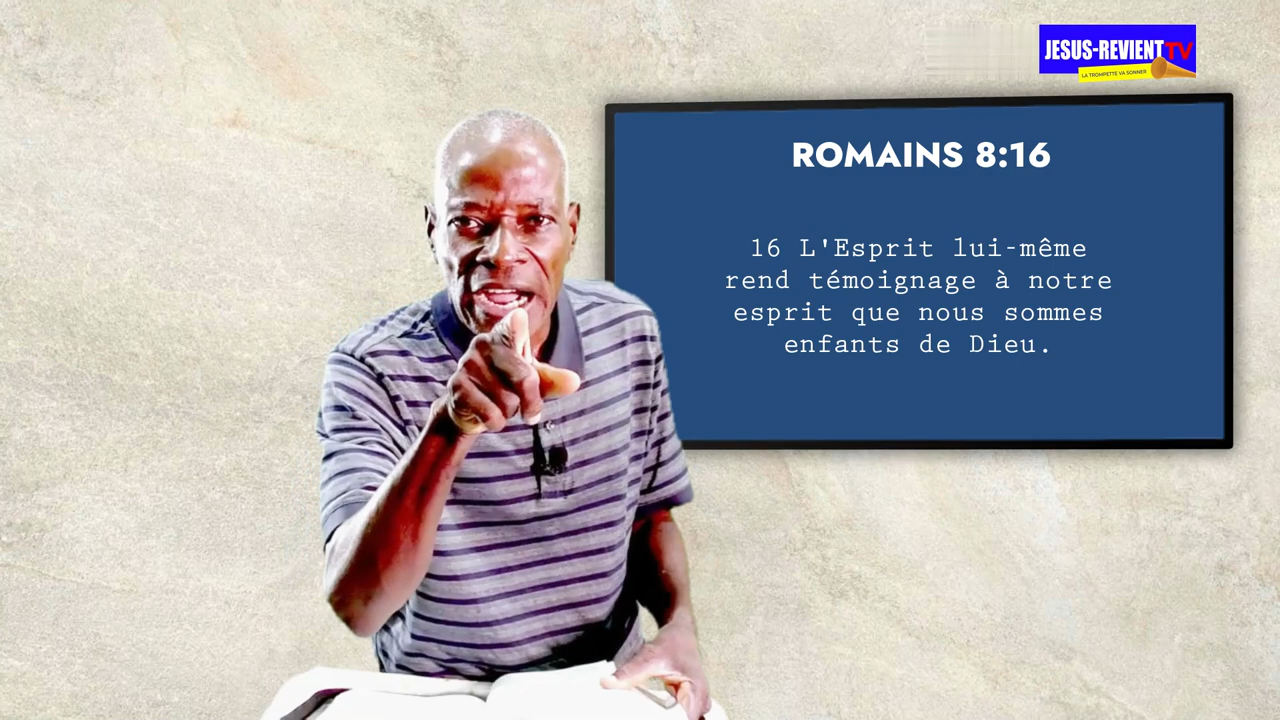 JESUS-REVIENT TV
LA TROMPETTE VA SONNER
ROMAINS 8:16
16 L'Esprit lui-même
rend témoignage à notre
esprit que nous sommes
enfants de Dieu.